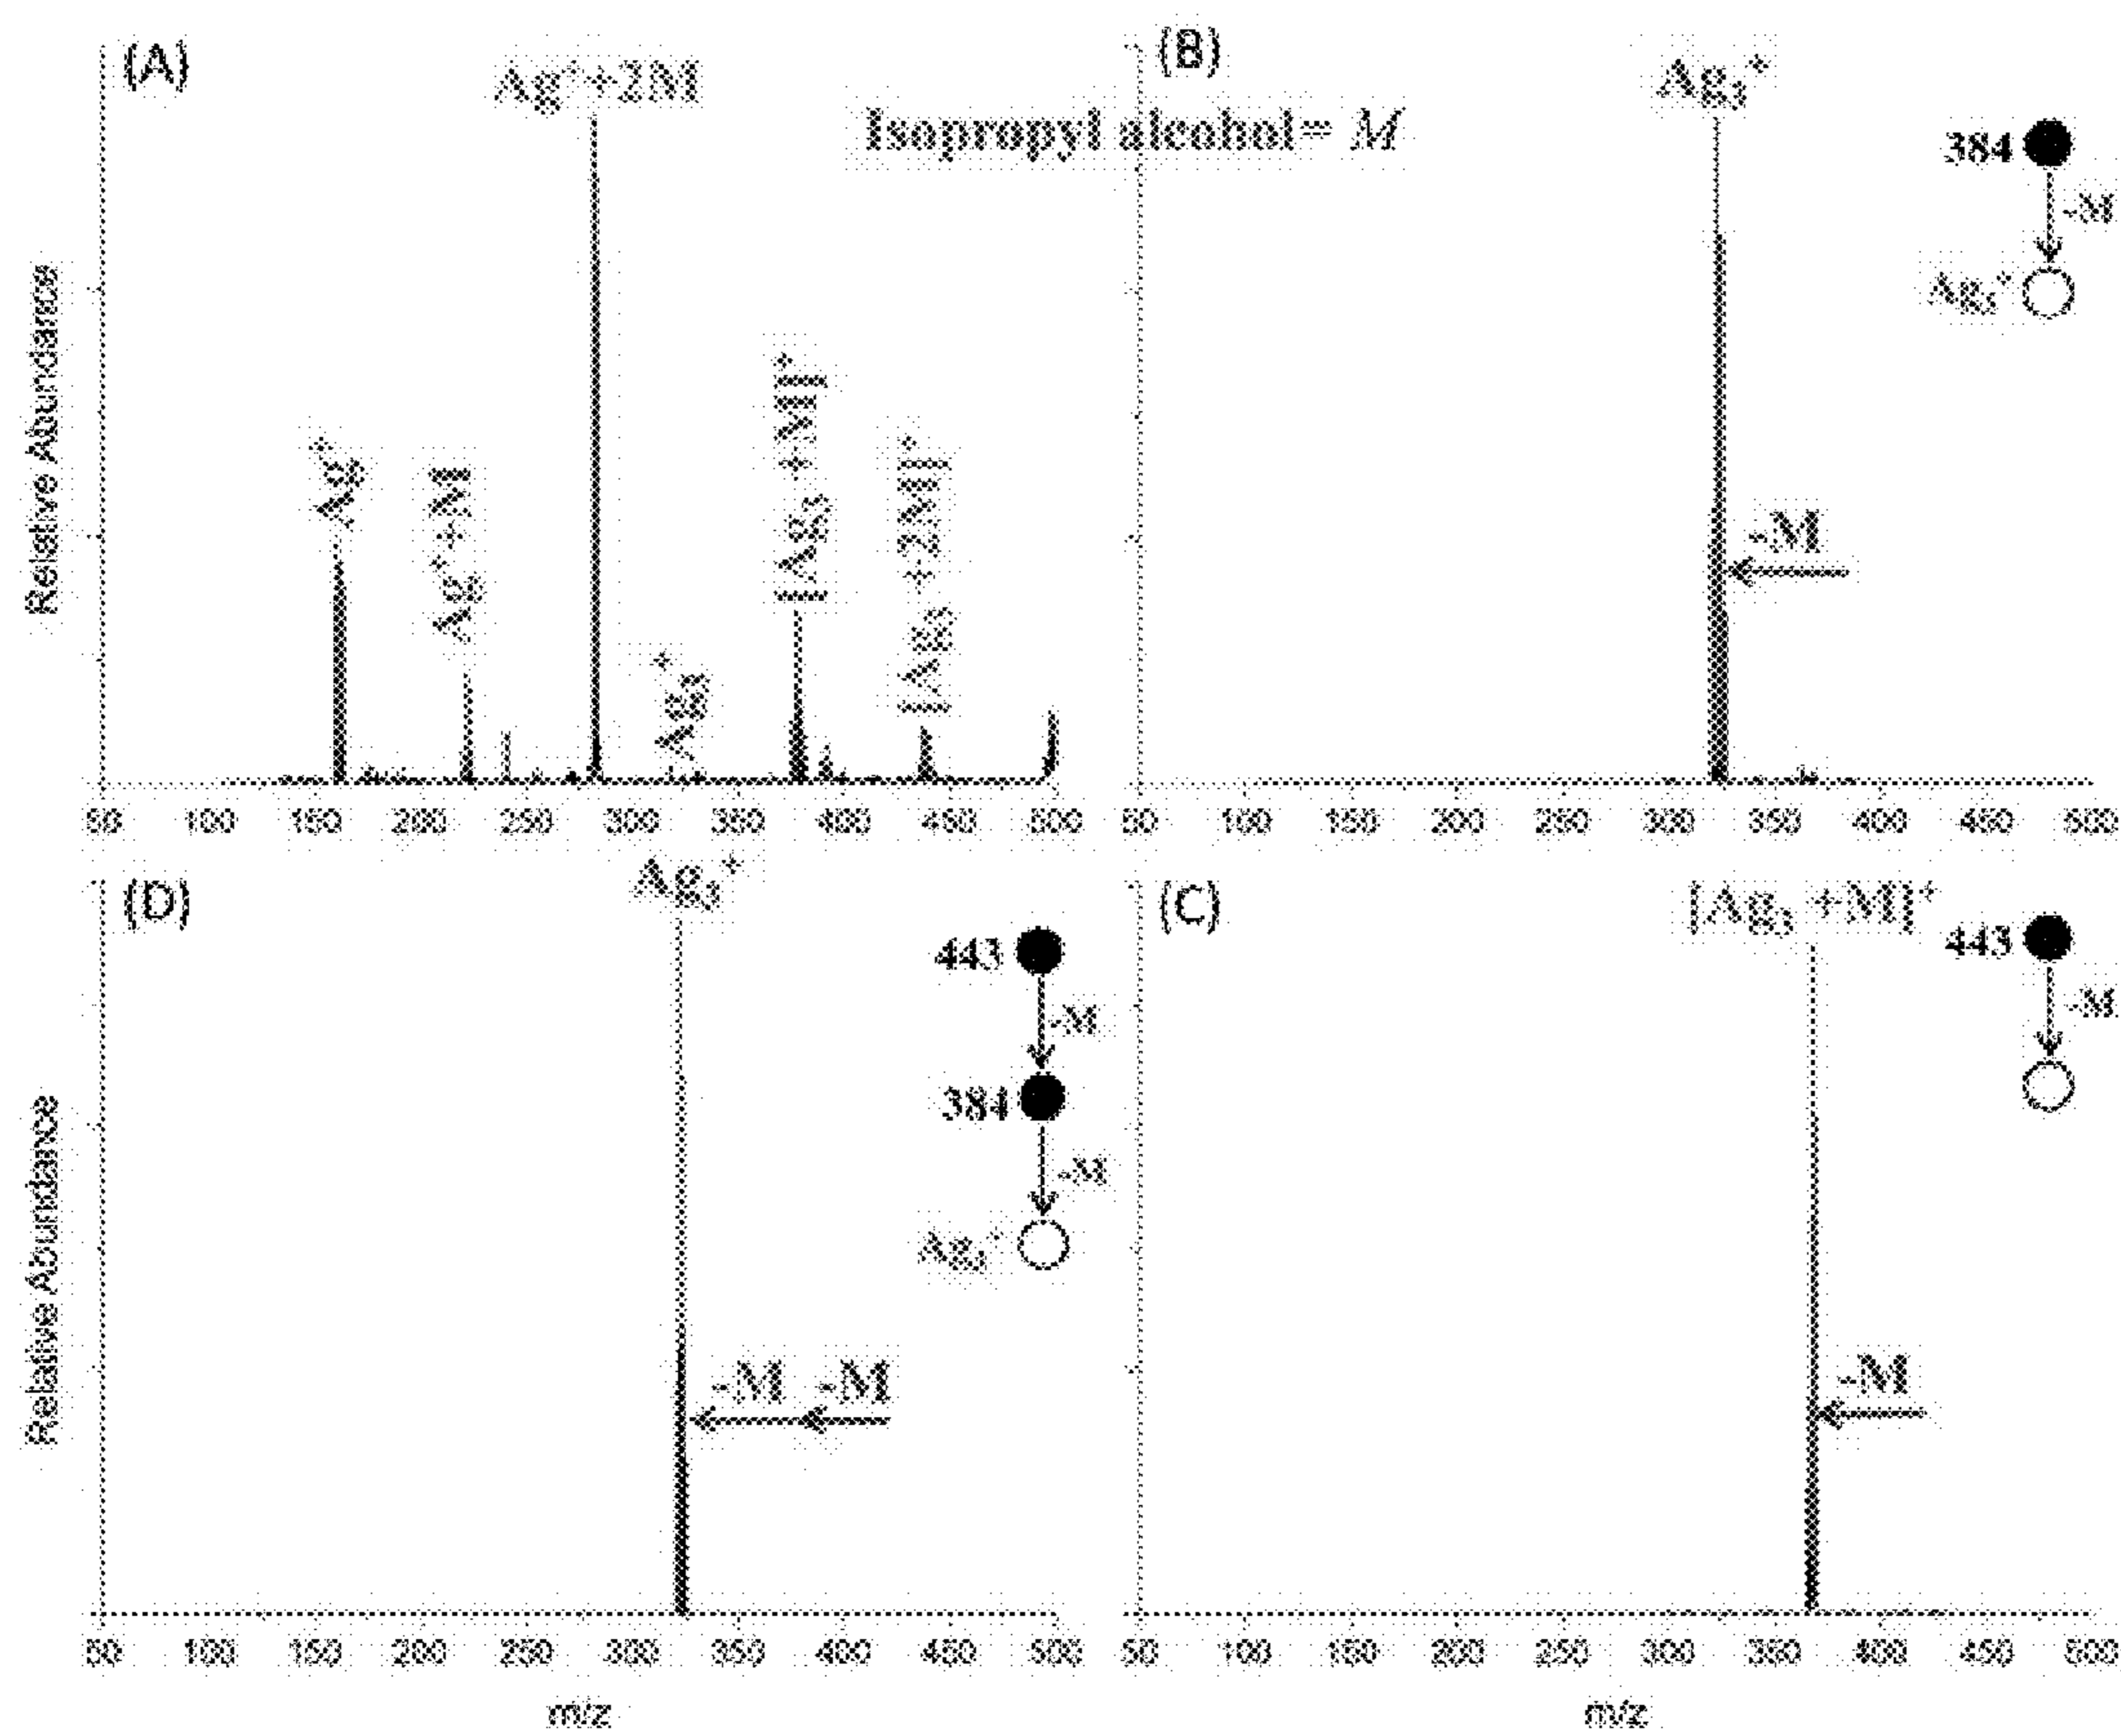 (A)
Ag⁺+2M
Isopropyl alcohol= M
Ag⁺
Ag⁺+M
Ag₃⁺
[Ag₃ +M]⁺
[Ag₃ +2M]⁺
Relative Abundance
50 100 150 200 250 300 350 400 450 500
(B)
Ag₃⁺
384
-M
Ag₃⁺
-M
50 100 150 200 250 300 350 400 450 500
(D)
Ag₃⁺
443
-M
384
-M
Ag₃⁺
-M -M
Relative Abundance
50 100 150 200 250 300 350 400 450 500
m/z
(C)
[Ag₃ +M]⁺
443
-M
-M
50 100 150 200 250 300 350 400 450 500
m/z